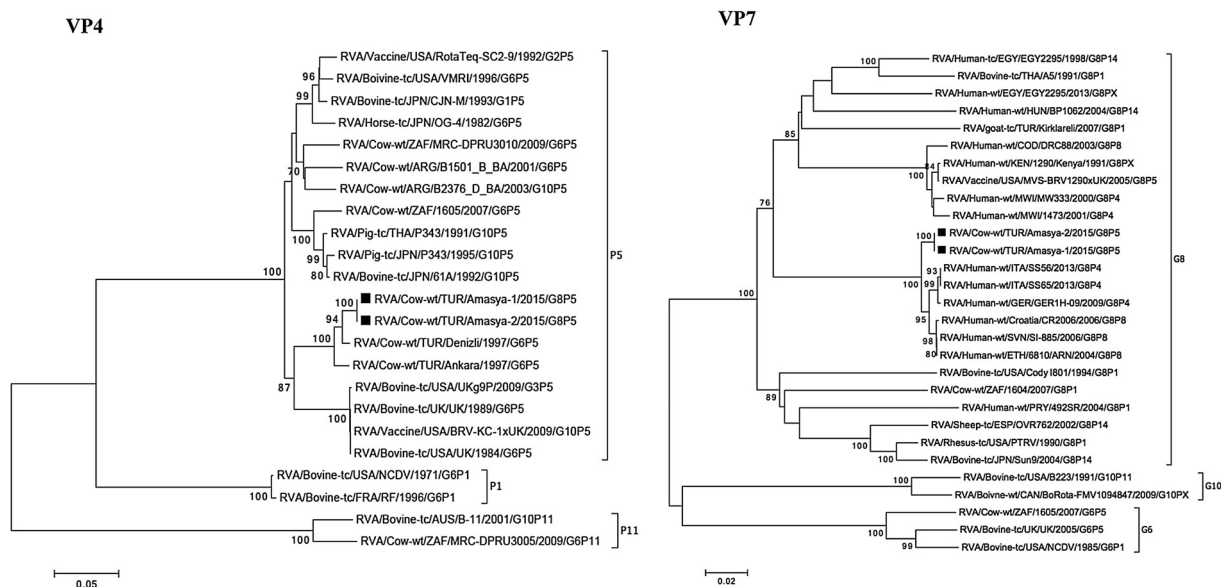 VP4
RVA/Vaccine/USA/RotaTeq-SC2-9/1992/G2P5
96
RVA/Boivine-tc/USA/VMRI/1996/G6P5
99
RVA/Bovine-tc/JPN/CJN-M/1993/G1P5
RVA/Horse-tc/JPN/OG-4/1982/G6P5
RVA/Cow-wt/ZAF/MRC-DPRU3010/2009/G6P5
70
RVA/Cow-wt/ARG/B1501_B_BA/2001/G6P5
RVA/Cow-wt/ARG/B2376_D_BA/2003/G10P5
RVA/Cow-wt/ZAF/1605/2007/G6P5
100
RVA/Pig-tc/THA/P343/1991/G10P5
99
RVA/Pig-tc/JPN/P343/1995/G10P5
80
RVA/Bovine-tc/JPN/61A/1992/G10P5
P5
100
100
RVA/Cow-wt/TUR/Amasya-1/2015/G8P5
94
RVA/Cow-wt/TUR/Amasya-2/2015/G8P5
100
RVA/Cow-wt/TUR/Denizli/1997/G6P5
RVA/Cow-wt/TUR/Ankara/1997/G6P5
87
RVA/Bovine-tc/USA/UKg9P/2009/G3P5
RVA/Bovine-tc/UK/UK/1989/G6P5
100
RVA/Vaccine/USA/BRV-KC-1xUK/2009/G10P5
RVA/Bovine-tc/USA/UK/1984/G6P5
RVA/Bovine-tc/USA/NCDV/1971/G6P1
100
RVA/Bovine-tc/FRA/RF/1996/G6P1
P1
RVA/Bovine-tc/AUS/B-11/2001/G10P11
100
RVA/Cow-wt/ZAF/MRC-DPRU3005/2009/G6P11
P11
0.05
VP7
RVA/Human-tc/EGY/EGY2295/1998/G8P14
100
RVA/Bovine-tc/THA/A5/1991/G8P1
RVA/Human-wt/EGY/EGY2295/2013/G8PX
RVA/Human-wt/HUN/BP1062/2004/G8P14
85
RVA/goat-tc/TUR/Kirklareli/2007/G8P1
RVA/Human-wt/COD/DRC88/2003/G8P8
84
RVA/Human-wt/KEN/1290/Kenya/1991/G8PX
100
RVA/Vaccine/USA/MVS-BRV1290xUK/2005/G8P5
RVA/Human-wt/MWI/MW333/2000/G8P4
RVA/Human-wt/MWI/1473/2001/G8P4
76
100
RVA/Cow-wt/TUR/Amasya-2/2015/G8P5
RVA/Cow-wt/TUR/Amasya-1/2015/G8P5
G8
93
RVA/Human-wt/ITA/SS56/2013/G8P4
100
99
RVA/Human-wt/ITA/SS65/2013/G8P4
100
RVA/Human-wt/GER/GER1H-09/2009/G8P4
95
RVA/Human-wt/Croatia/CR2006/2006/G8P8
98
RVA/Human-wt/SVN/SI-885/2006/G8P8
80
RVA/Human-wt/ETH/6810/ARN/2004/G8P8
RVA/Bovine-tc/USA/Cody I801/1994/G8P1
89
RVA/Cow-wt/ZAF/1604/2007/G8P1
RVA/Human-wt/PRY/492SR/2004/G8P1
RVA/Sheep-tc/ESP/OVR762/2002/G8P14
100
RVA/Rhesus-tc/USA/PTRV/1990/G8P1
100
RVA/Bovine-tc/JPN/Sun9/2004/G8P14
RVA/Bovine-tc/USA/B223/1991/G10P11
100
RVA/Boivne-wt/CAN/BoRota-FMV1094847/2009/G10PX
G10
RVA/Cow-wt/ZAF/1605/2007/G6P5
100
RVA/Bovine-tc/UK/UK/2005/G6P5
99
RVA/Bovine-tc/USA/NCDV/1985/G6P1
G6
0.02